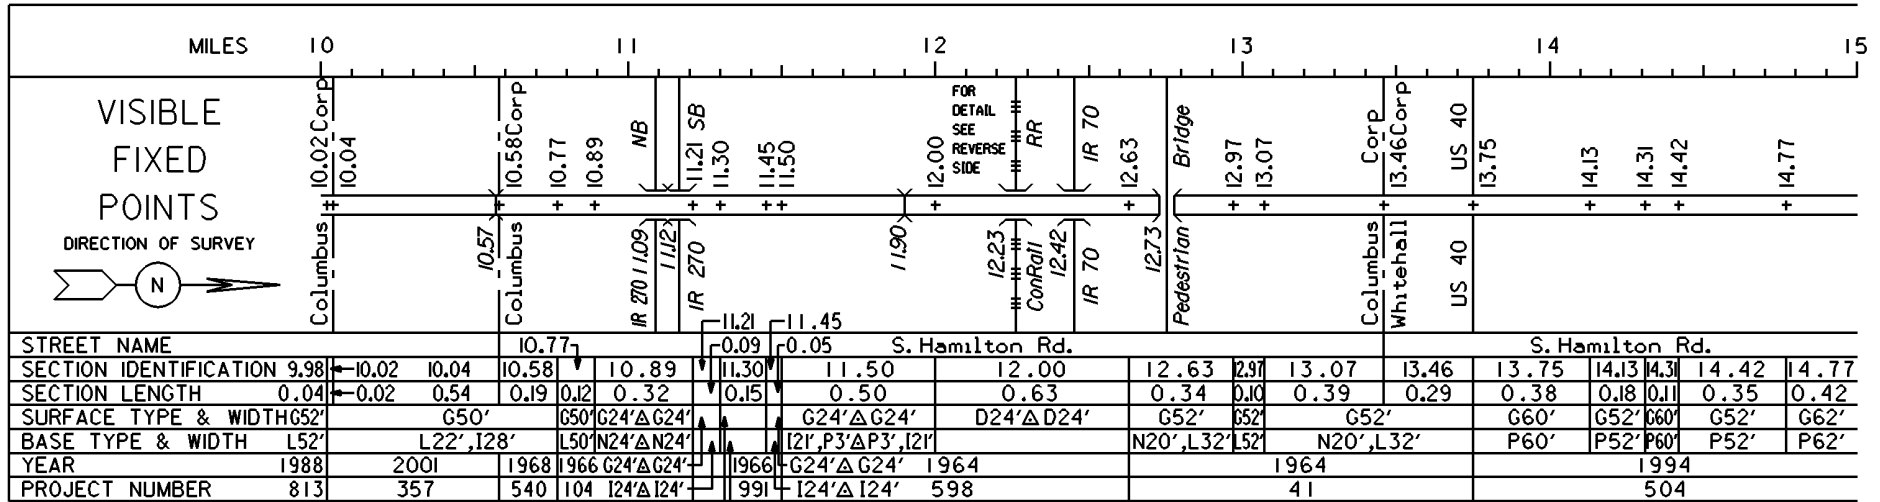 MILES 10 11 12 13 14 15
VISIBLE
FIXED
POINTS
DIRECTION OF SURVEY
N
Columbus Corp
10.02
10.04
10.57
Columbus Corp
10.58
10.77
10.89
IR 270 NB
11.09
11.12
IR 270 SB
11.21
11.30
11.45
11.50
11.90
12.00
FOR
DETAIL
SEE
REVERSE
SIDE
12.23
ConRail RR
12.42
IR 70 IR 70
12.63
12.73
Pedestrian Bridge
12.97
13.07
Columbus Corp
Whitehall Corp
13.46
US 40 US 40
13.75
14.13
14.31
14.42
14.77
11.21 11.45
STREET NAME 10.77 0.09 0.05 S. Hamilton Rd. S. Hamilton Rd.
SECTION IDENTIFICATION 9.98 10.02 10.04 10.58 10.89 11.30 11.50 12.00 12.63 12.97 13.07 13.46 13.75 14.13 14.31 14.42 14.77
SECTION LENGTH 0.04 0.02 0.54 0.19 0.12 0.32 0.15 0.50 0.63 0.34 0.10 0.39 0.29 0.38 0.18 0.11 0.35 0.42
SURFACE TYPE & WIDTH G52' G50' G50' G24'△G24' G24'△G24' D24'△D24' G52' G52' G52' G60' G52' G60' G52' G62'
BASE TYPE & WIDTH L52' L22',I28' L50' N24'△N24' I21',P3'△P3',I21' N20',L32' L52' N20',L32' P60' P52' P60' P52' P62'
YEAR 1988 2001 1968 1966 G24'△G24' 1966 G24'△G24' 1964 1964 1994
PROJECT NUMBER 813 357 540 104 I24'△I24' 991 I24'△I24' 598 41 504